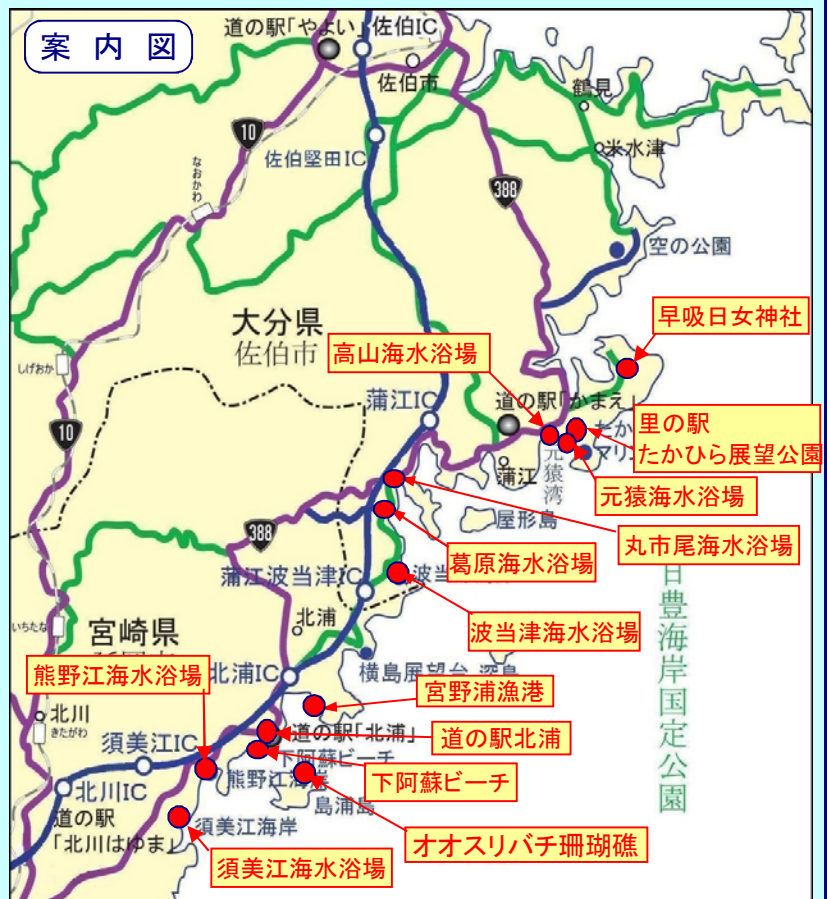 案内図
道の駅「やよい」
佐伯IC
佐伯市
鶴見
10
佐伯堅田IC
米水津
なおかわ
388
空の公園
大分県
佐伯市
早吸日女神社
高山海水浴場
しげおか
蒲江IC
道の駅「かまえ」
里の駅
たかひら展望公園
10
蒲江
元猿湾
マリン
元猿海水浴場
屋形島
丸市尾海水浴場
388
葛原海水浴場
蒲江波当津IC
波当
日豊海岸国定公園
いちたな
宮崎県
北浦
波当津海水浴場
熊野江海水浴場
北浦IC
横島展望台
深島
宮野浦漁港
北川
きたがわ
須美江IC
道の駅「北浦」
道の駅北浦
下阿蘇ビーチ
下阿蘇ビーチ
熊野江海岸
北川IC
島浦島
道の駅
「北川はゆま」
須美江海岸
オオスリバチ珊瑚礁
須美江海水浴場